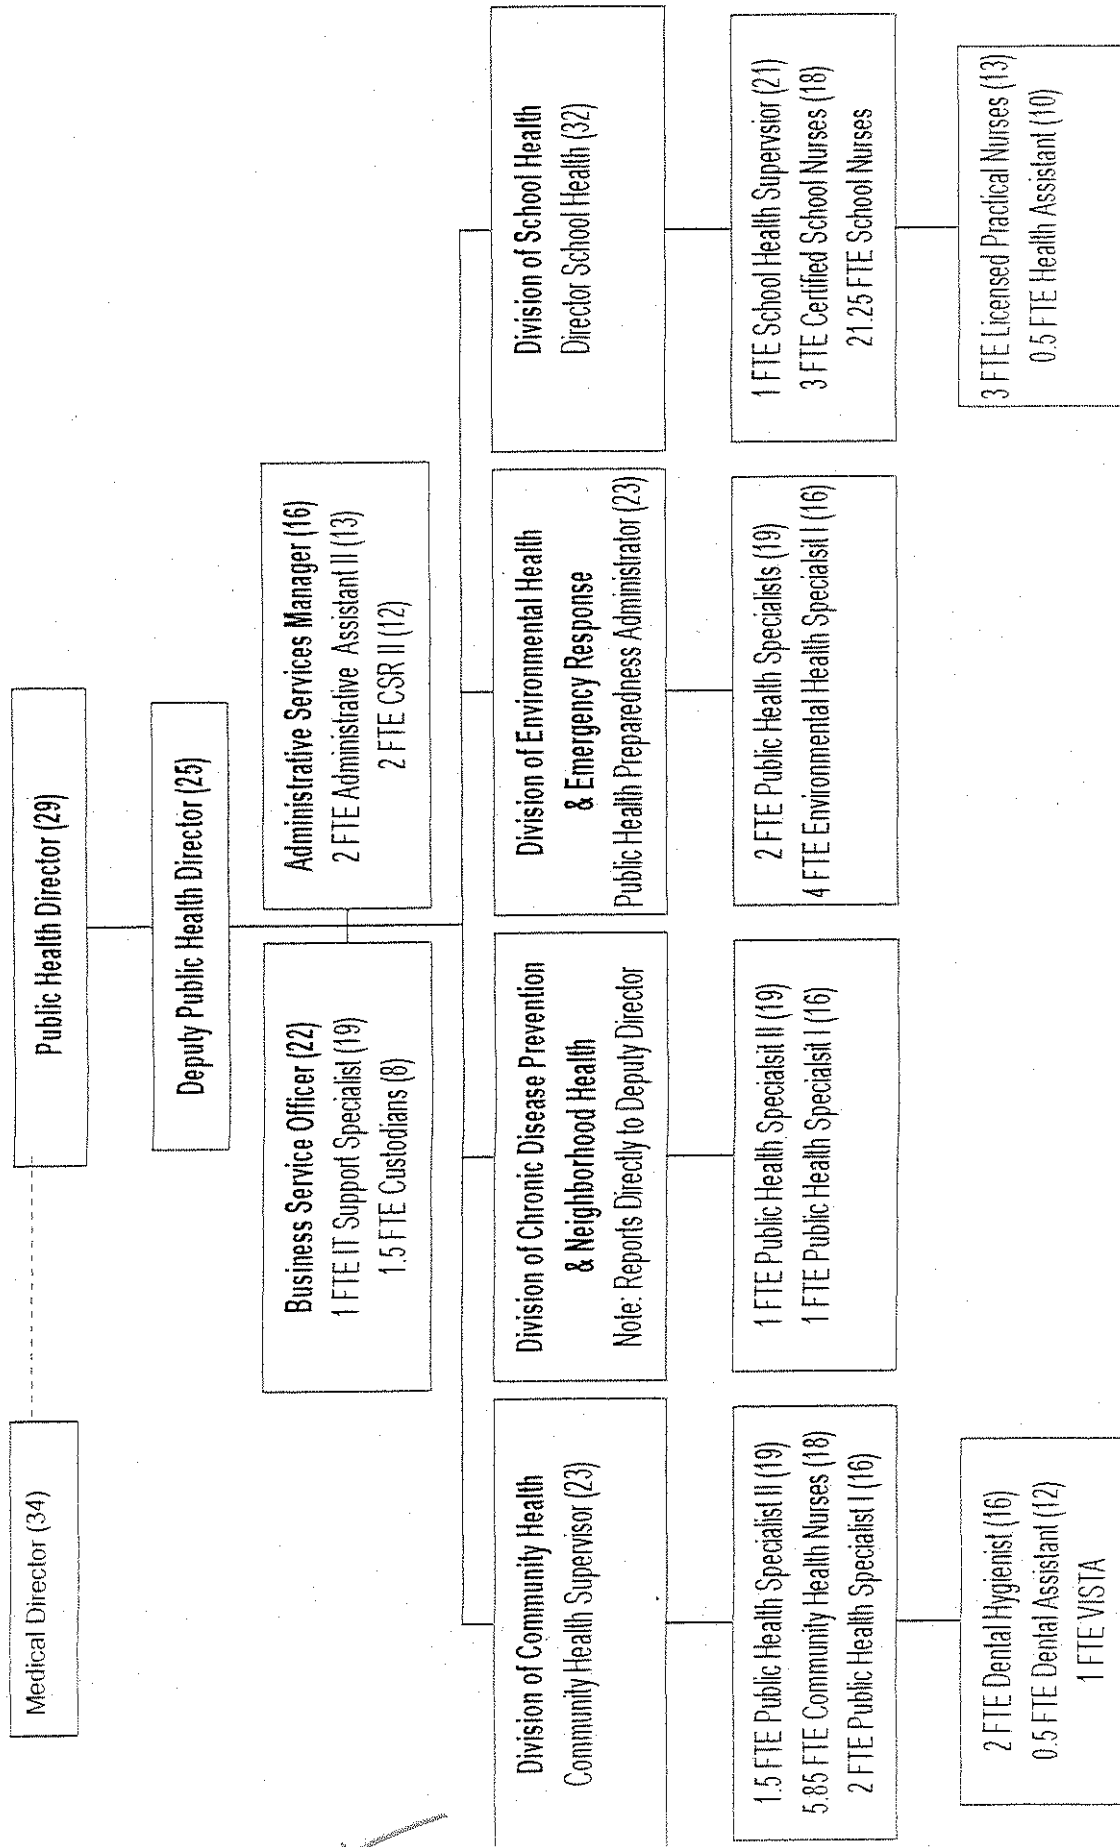 Medical Director (34)
Public Health Director (29)
Deputy Public Health Director (25)
Business Service Officer (22)
1 FTE IT Support Specialist (19)
1.5 FTE Custodians (8)
Administrative Services Manager (16)
2 FTE Administrative Assistant II (13)
2 FTE CSR II (12)
Division of Community Health
Community Health Supervisor (23)
1.5 FTE Public Health Specialist II (19)
5.85 FTE Community Health Nurses (18)
2 FTE Public Health Specialist I (16)
2 FTE Dental Hygienist (16)
0.5 FTE Dental Assistant (12)
1 FTE VISTA
Division of Chronic Disease Prevention
& Neighborhood Health
Note: Reports Directly to Deputy Director
1 FTE Public Health Specialsit II (19)
1 FTE Public Health Specialsit I (16)
Division of Environmental Health
& Emergency Response
Public Health Preparedness Administrator (23)
2 FTE Public Health Specialists (19)
4 FTE Environmental Health Specialsit I (16)
Division of School Health
Director School Health (32)
1 FTE School Health Supervsior (21)
3 FTE Certified School Nurses (18)
21.25 FTE School Nurses
3 FTE Licensed Practical Nurses (13)
0.5 FTE Health Assistant (10)